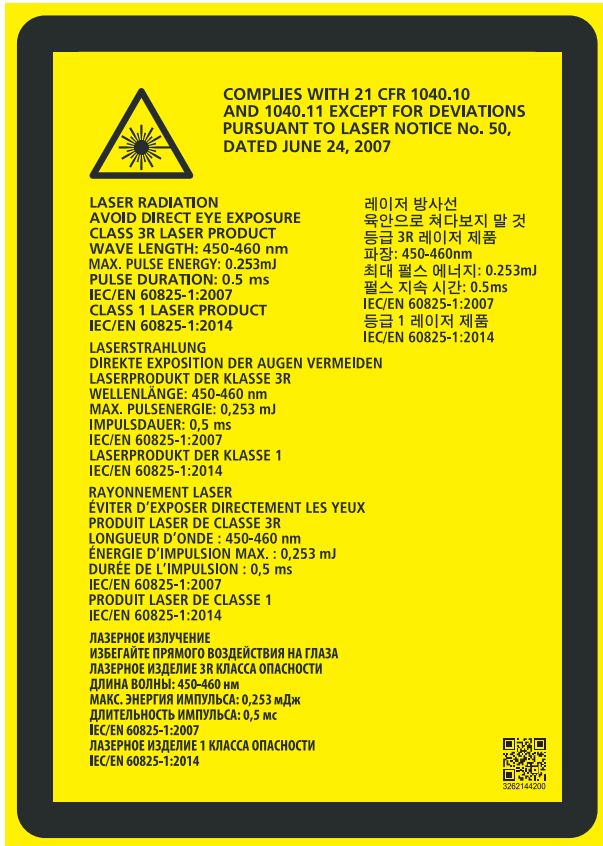 COMPLIES WITH 21 CFR 1040.10
AND 1040.11 EXCEPT FOR DEVIATIONS
PURSUANT TO LASER NOTICE No. 50,
DATED JUNE 24, 2007
LASER RADIATION
AVOID DIRECT EYE EXPOSURE
CLASS 3R LASER PRODUCT
WAVE LENGTH: 450-460 nm
MAX. PULSE ENERGY: 0.253mJ
PULSE DURATION: 0.5 ms
IEC/EN 60825-1:2007
CLASS 1 LASER PRODUCT
IEC/EN 60825-1:2014
레이저 방사선
육안으로 쳐다보지 말 것
등급 3R 레이저 제품
파장: 450-460nm
최대 펄스 에너지: 0.253mJ
펄스 지속 시간: 0.5ms
IEC/EN 60825-1:2007
등급 1 레이저 제품
IEC/EN 60825-1:2014
LASERSTRAHLUNG
DIREKTE EXPOSITION DER AUGEN VERMEIDEN
LASERPRODUKT DER KLASSE 3R
WELLENLÄNGE: 450-460 nm
MAX. PULSENERGIE: 0,253 mJ
IMPULSDAUER: 0,5 ms
IEC/EN 60825-1:2007
LASERPRODUKT DER KLASSE 1
IEC/EN 60825-1:2014
RAYONNEMENT LASER
ÉVITER D'EXPOSER DIRECTEMENT LES YEUX
PRODUIT LASER DE CLASSE 3R
LONGUEUR D'ONDE : 450-460 nm
ÉNERGIE D'IMPULSION MAX. : 0,253 mJ
DURÉE DE L'IMPULSION : 0,5 ms
IEC/EN 60825-1:2007
PRODUIT LASER DE CLASSE 1
IEC/EN 60825-1:2014
ЛАЗЕРНОЕ ИЗЛУЧЕНИЕ
ИЗБЕГАЙТЕ ПРЯМОГО ВОЗДЕЙСТВИЯ НА ГЛАЗА
ЛАЗЕРНОЕ ИЗДЕЛИЕ 3R КЛАССА ОПАСНОСТИ
ДЛИНА ВОЛНЫ: 450-460 нм
МАКС. ЭНЕРГИЯ ИМПУЛЬСА: 0,253 мДж
ДЛИТЕЛЬНОСТЬ ИМПУЛЬСА: 0,5 мс
IEC/EN 60825-1:2007
ЛАЗЕРНОЕ ИЗДЕЛИЕ 1 КЛАССА ОПАСНОСТИ
IEC/EN 60825-1:2014
3262144200